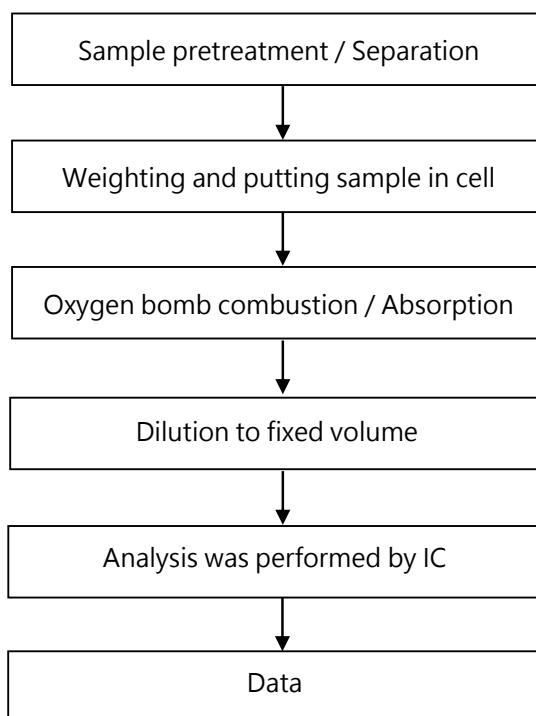 Sample pretreatment / Separation
Weighting and putting sample in cell
Oxygen bomb combustion / Absorption
Dilution to fixed volume
Analysis was performed by IC
Data